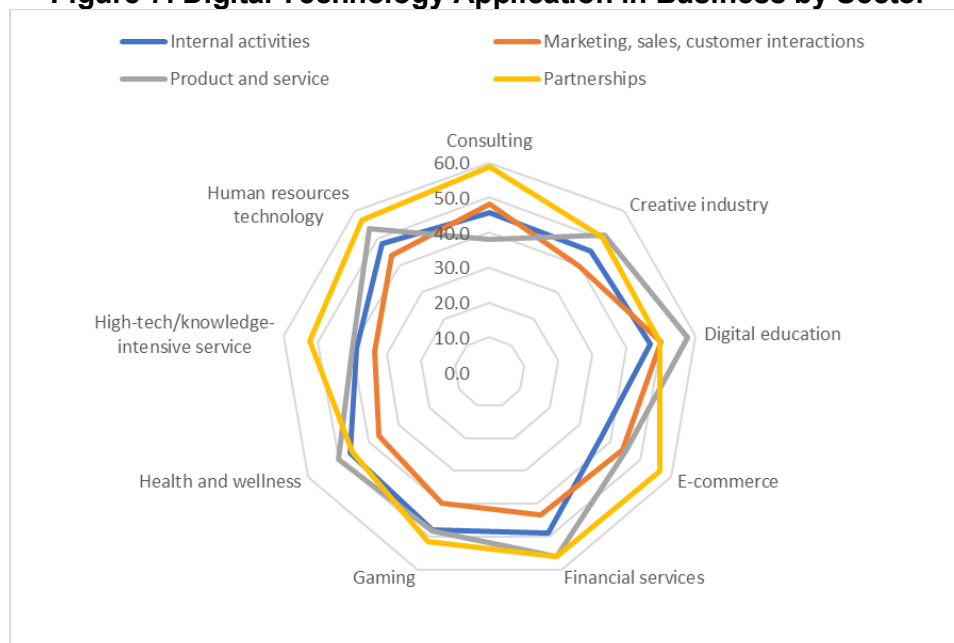 Figure 7: Digital Technology Application in Business by Sector
Internal activities
Marketing, sales, customer interactions
Product and service
Partnerships
Consulting
60.0
50.0
40.0
30.0
20.0
10.0
0.0
Human resources
technology
Creative industry
High-tech/knowledge-
intensive service
Digital education
Health and wellness
E-commerce
Gaming
Financial services